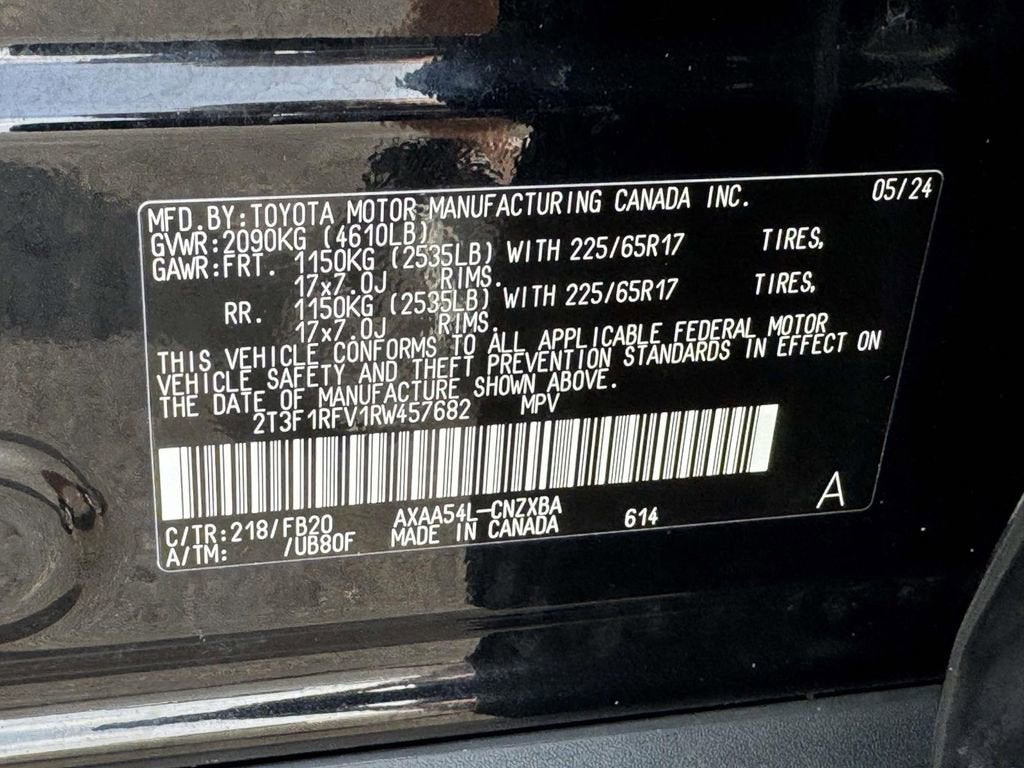 MFD.BY:TOYOTA MOTOR MANUFACTURING CANADA INC. 05/24
GVWR:2090KG (4610LB)
GAWR:FRT. 1150KG (2535LB) WITH 225/65R17 TIRES,
17x7.0J RIMS.
RR. 1150KG (2535LB) WITH 225/65R17 TIRES,
17x7.0J RIMS.
THIS VEHICLE CONFORMS TO ALL APPLICABLE FEDERAL MOTOR
VEHICLE SAFETY AND THEFT PREVENTION STANDARDS IN EFFECT ON
THE DATE OF MANUFACTURE SHOWN ABOVE.
2T3F1RFV1RW457682 MPV
A
C/TR:218/FB20 AXAA54L-CNZXBA 614
A/TM: /UB80F MADE IN CANADA